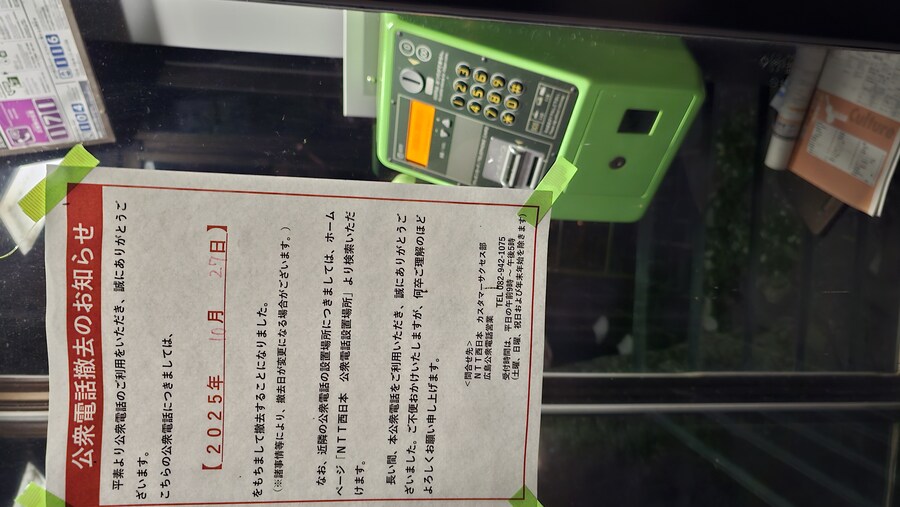 公衆電話撤去のお知らせ
平素より公衆電話のご利用をいただき、誠にありがとうご
ざいます。
こちらの公衆電話につきましては、
【2025年 10月 27日】
をもちまして撤去することになりました。
(※諸事情等により、撤去日が変更になる場合がございます。)
なお、近隣の公衆電話の設置場所につきましては、ホーム
ページ「NTT西日本 公衆電話設置場所」より検索いただ
けます。
長い間、本公衆電話をご利用いただき、誠にありがとうご
ざいました。ご不便おかけいたしますが、何卒ご理解のほど
よろしくお願い申し上げます。
<問合せ先>
NTT西日本 カスタマーサクセス部
広島公衆電話営業 TEL 082-942-1075
受付時間は、平日の午前9時～午後5時
(土曜、日曜、祝日および年末年始を除きます)
1 2 3
4 5 6
7 8 9
* 0 #
171
116
104
Culture